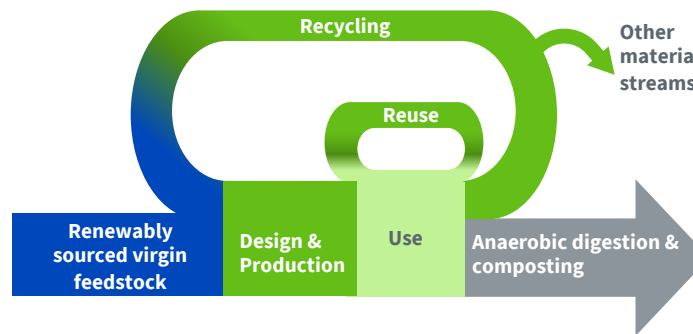 Recycling
Other
materia
streams
Reuse
Renewably
sourced virgin
feedstock
Design &
Production
Use
Anaerobic digestion &
composting